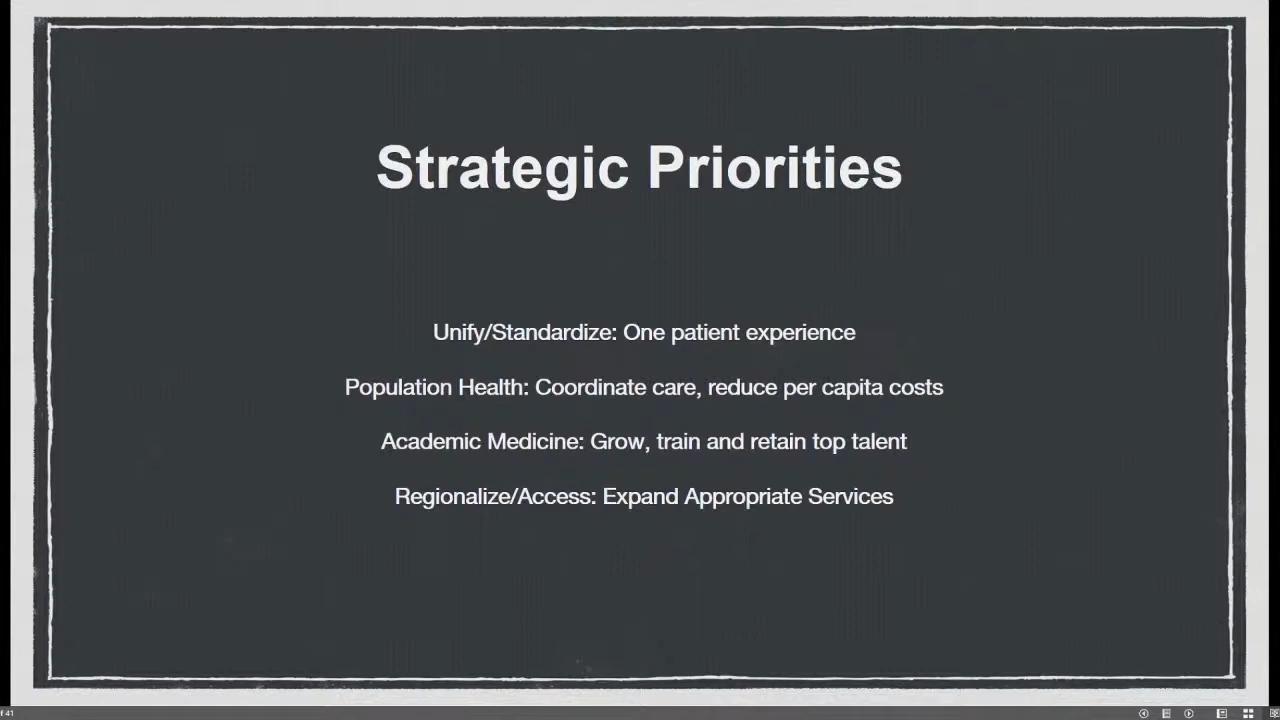 Strategic Priorities
Unify/Standardize: One patient experience
Population Health: Coordinate care, reduce per capita costs
Academic Medicine: Grow, train and retain top talent
Regionalize/Access: Expand Appropriate Services
f 41